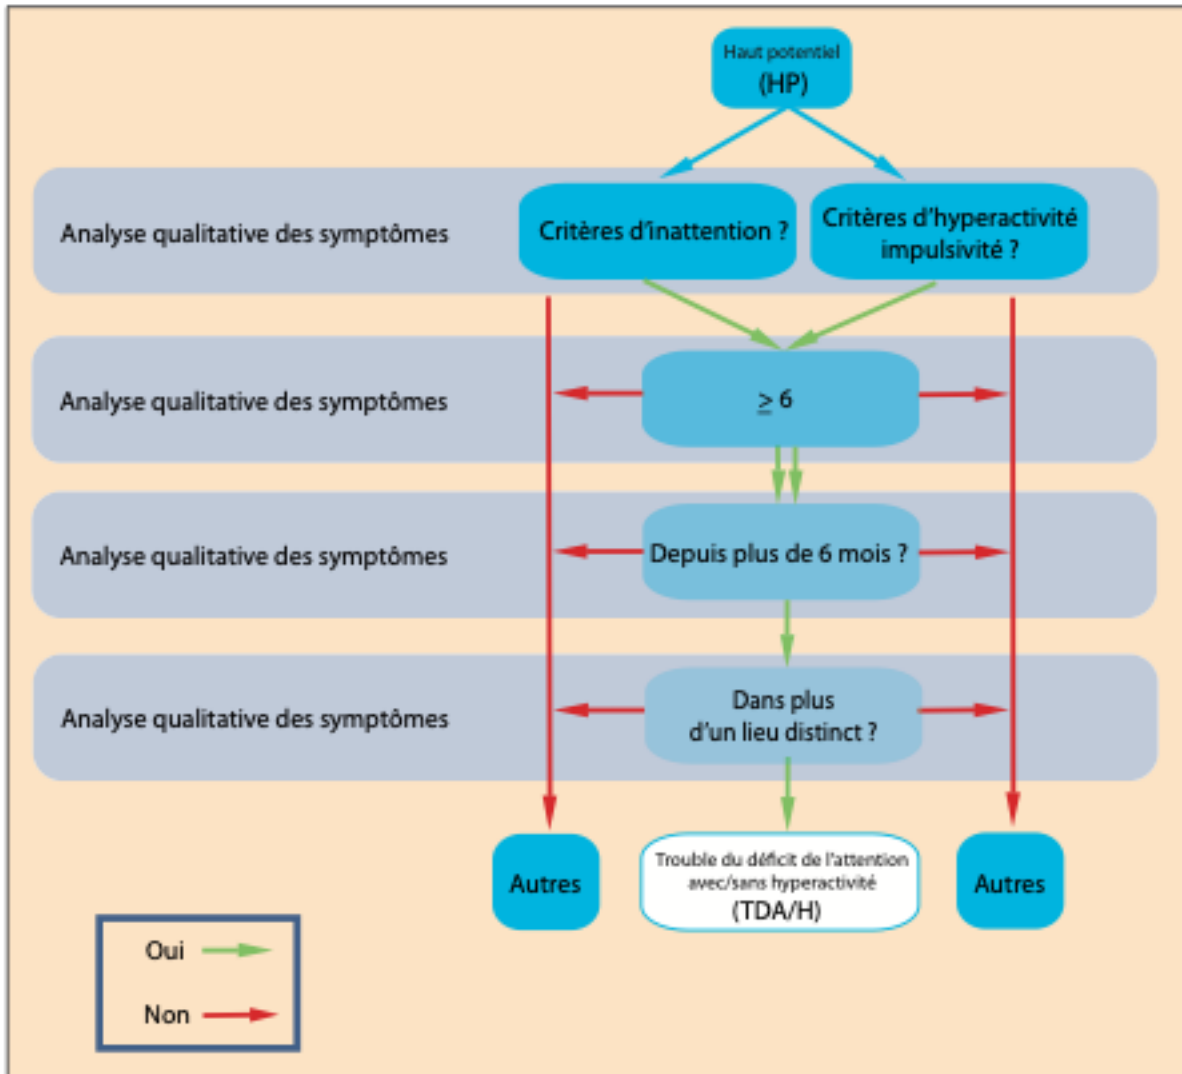 Haut potentiel
(HP)
Analyse qualitative des symptômes
Critères d'inattention ?
Critères d'hyperactivité
impulsivité ?
Analyse qualitative des symptômes
≥ 6
Analyse qualitative des symptômes
Depuis plus de 6 mois ?
Analyse qualitative des symptômes
Dans plus
d'un lieu distinct ?
Autres
Trouble du déficit de l'attention
avec/sans hyperactivité
(TDA/H)
Autres
Oui
Non